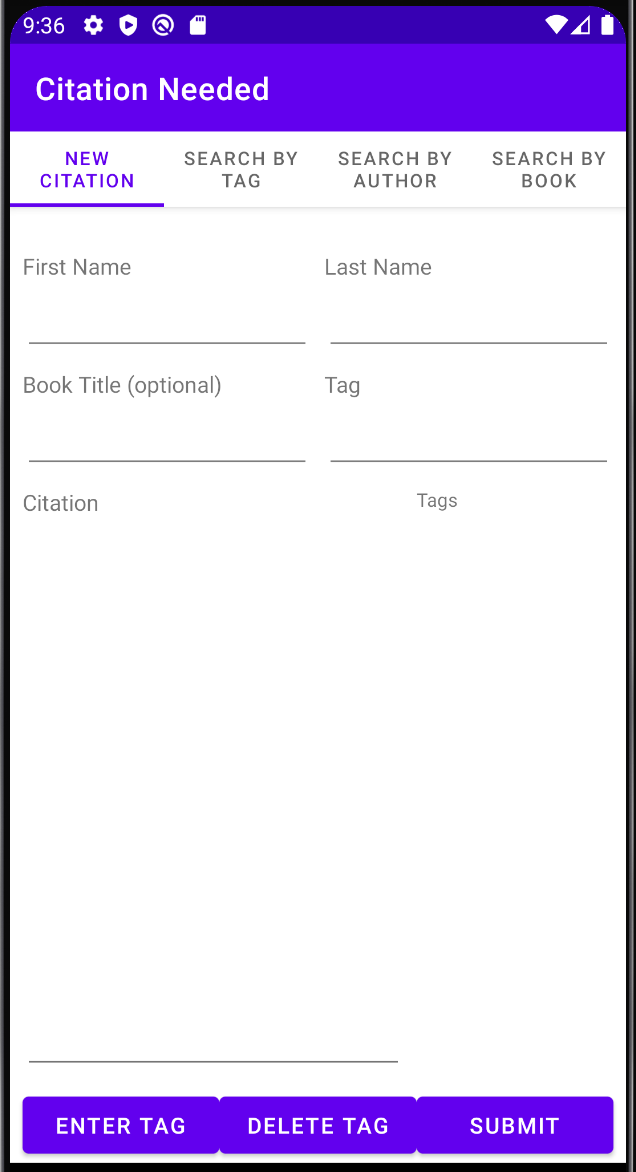 9:36
Citation Needed
NEW
CITATION
SEARCH BY
TAG
SEARCH BY
AUTHOR
SEARCH BY
BOOK
First Name
Last Name
Book Title (optional)
Tag
Citation
Tags
ENTER TAG
DELETE TAG
SUBMIT